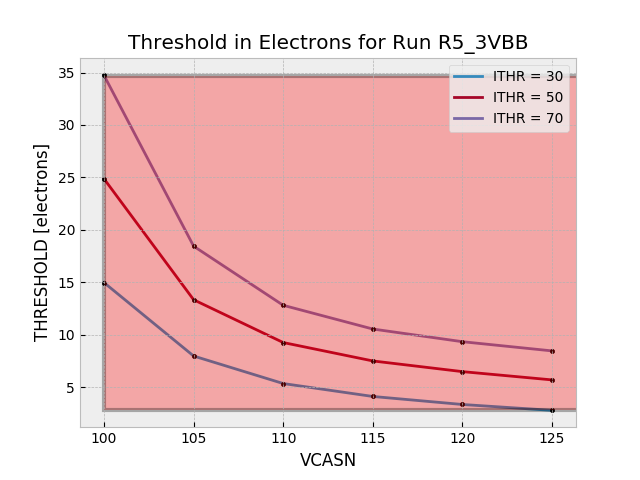 Threshold in Electrons for Run R5_3VBB
ITHR = 30
ITHR = 50
ITHR = 70
THRESHOLD [electrons]
35
30
25
20
15
10
5
100 105 110 115 120 125
VCASN